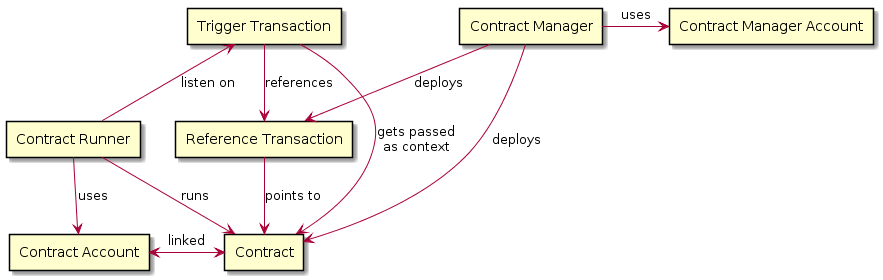 uses
Trigger Transaction
Contract Manager
Contract Manager Account
listen on
references
deploys
gets passed
as context
Contract Runner
Reference Transaction
deploys
uses
runs
points to
linked
Contract Account
Contract